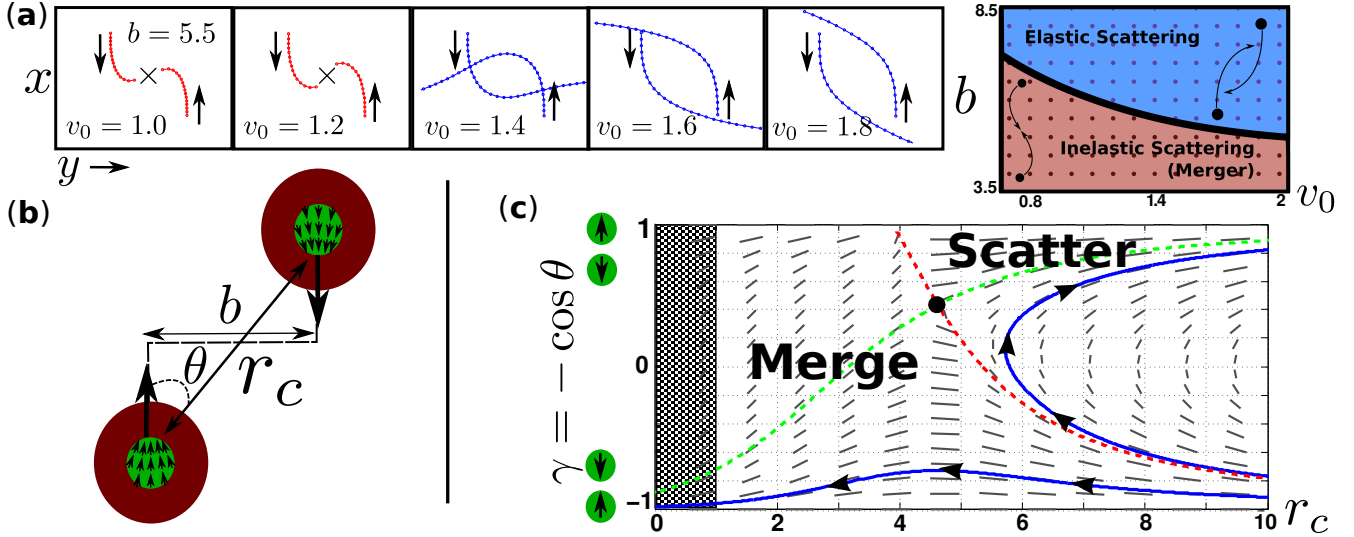 (a)
b = 5.5
x
v₀ = 1.0
v₀ = 1.2
v₀ = 1.4
v₀ = 1.6
v₀ = 1.8
y
8.5
Elastic Scattering
b
Inelastic Scattering
(Merger)
3.5
0.8
1.4
2
v₀
(b)
b
θ
r_c
(c)
γ = − cos θ
1
0
−1
Scatter
Merge
0
2
4
6
8
10
r_c